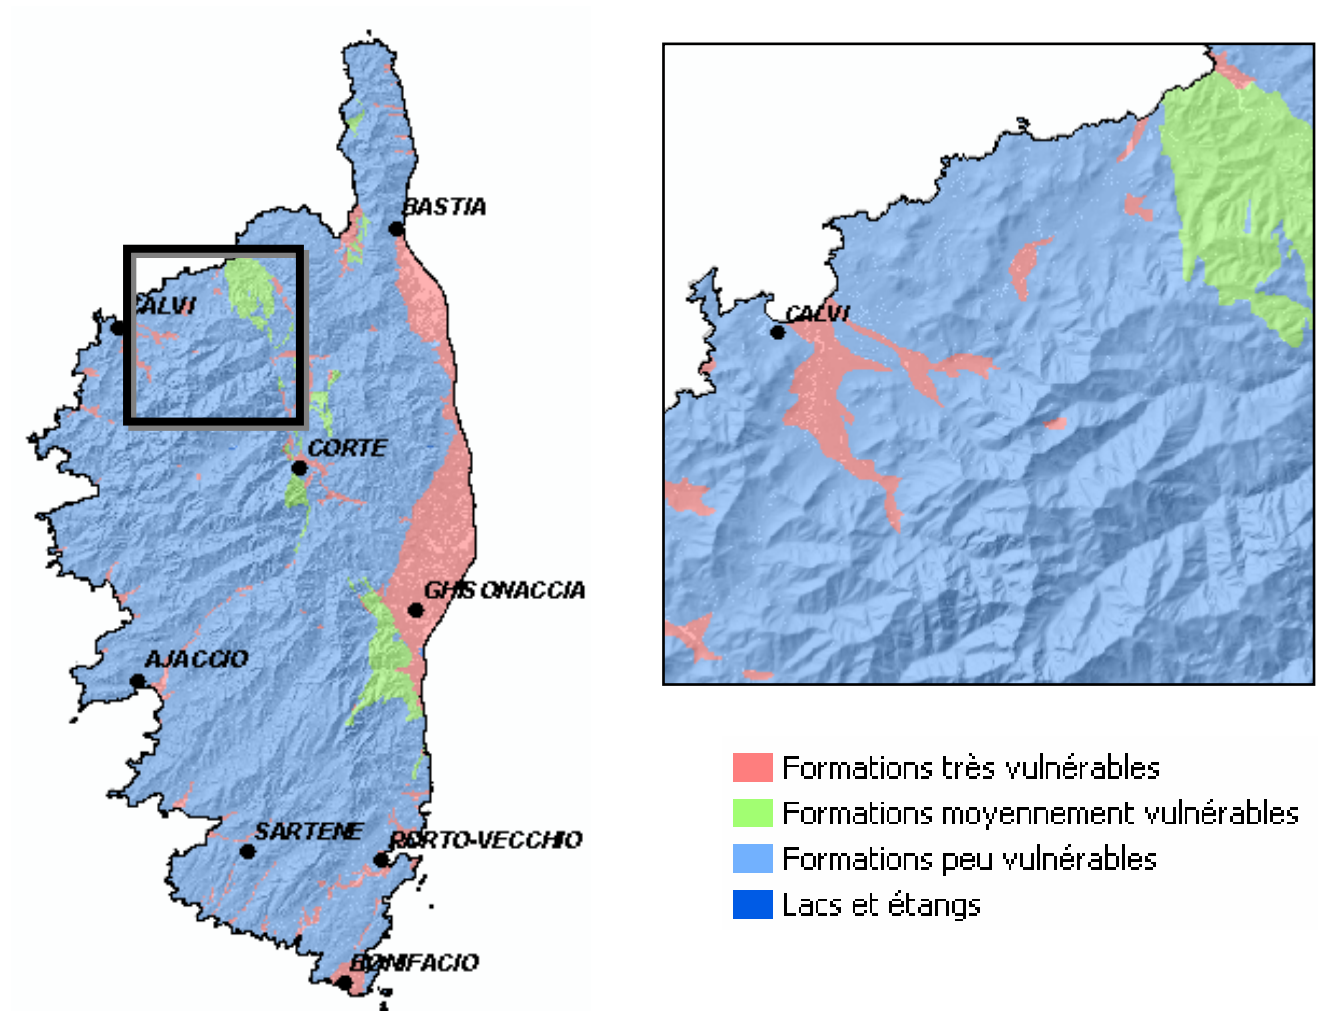 BASTIA
CALVI
CORTE
GHISONACCIA
AJACCIO
SARTENE
PORTO-VECCHIO
BONIFACIO
CALVI
Formations très vulnérables
Formations moyennement vulnérables
Formations peu vulnérables
Lacs et étangs